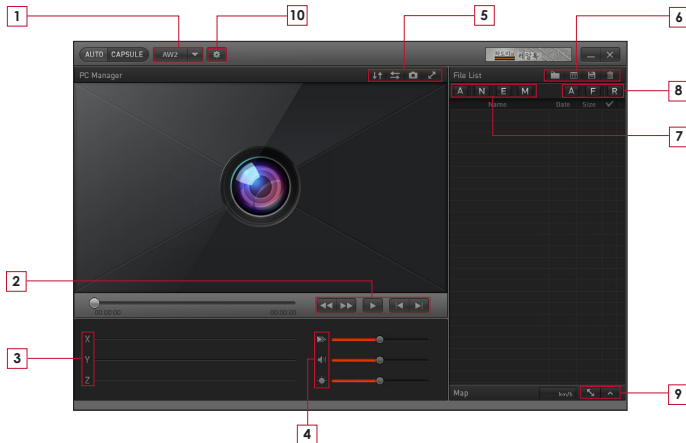 1
10
5
6
AUTO CAPSULE AW2
PC Manager
File List
A N E M A F R
8
Name Date Size
7
2
00:00:00 00:00:00
3
X
Y
Z
4
Map km/h
9